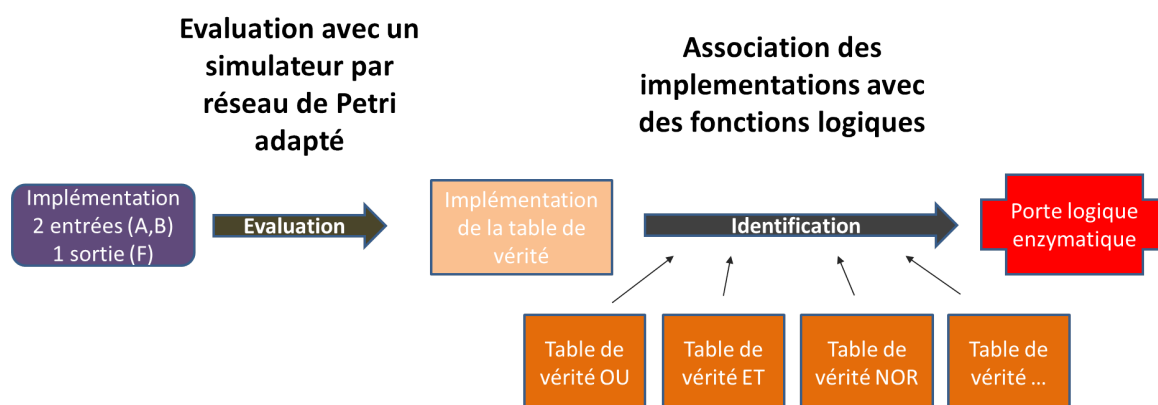 Evaluation avec un
simulateur par
réseau de Petri
adapté
Association des
implementations avec
des fonctions logiques
Implémentation
2 entrées (A,B)
1 sortie (F)
Evaluation
Implémentation
de la table de
vérité
Identification
Porte logique
enzymatique
Table de
vérité OU
Table de
vérité ET
Table de
vérité NOR
Table de
vérité ...